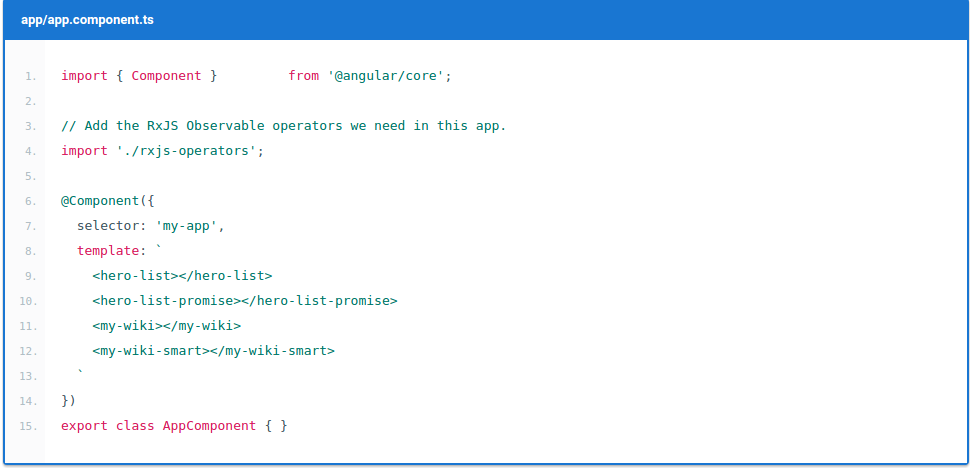 app/app.component.ts
1. import { Component }         from '@angular/core';
2.
3. // Add the RxJS Observable operators we need in this app.
4. import './rxjs-operators';
5.
6. @Component({
7.   selector: 'my-app',
8.   template: `
9.     <hero-list></hero-list>
10.     <hero-list-promise></hero-list-promise>
11.     <my-wiki></my-wiki>
12.     <my-wiki-smart></my-wiki-smart>
13.   `
14. })
15. export class AppComponent { }